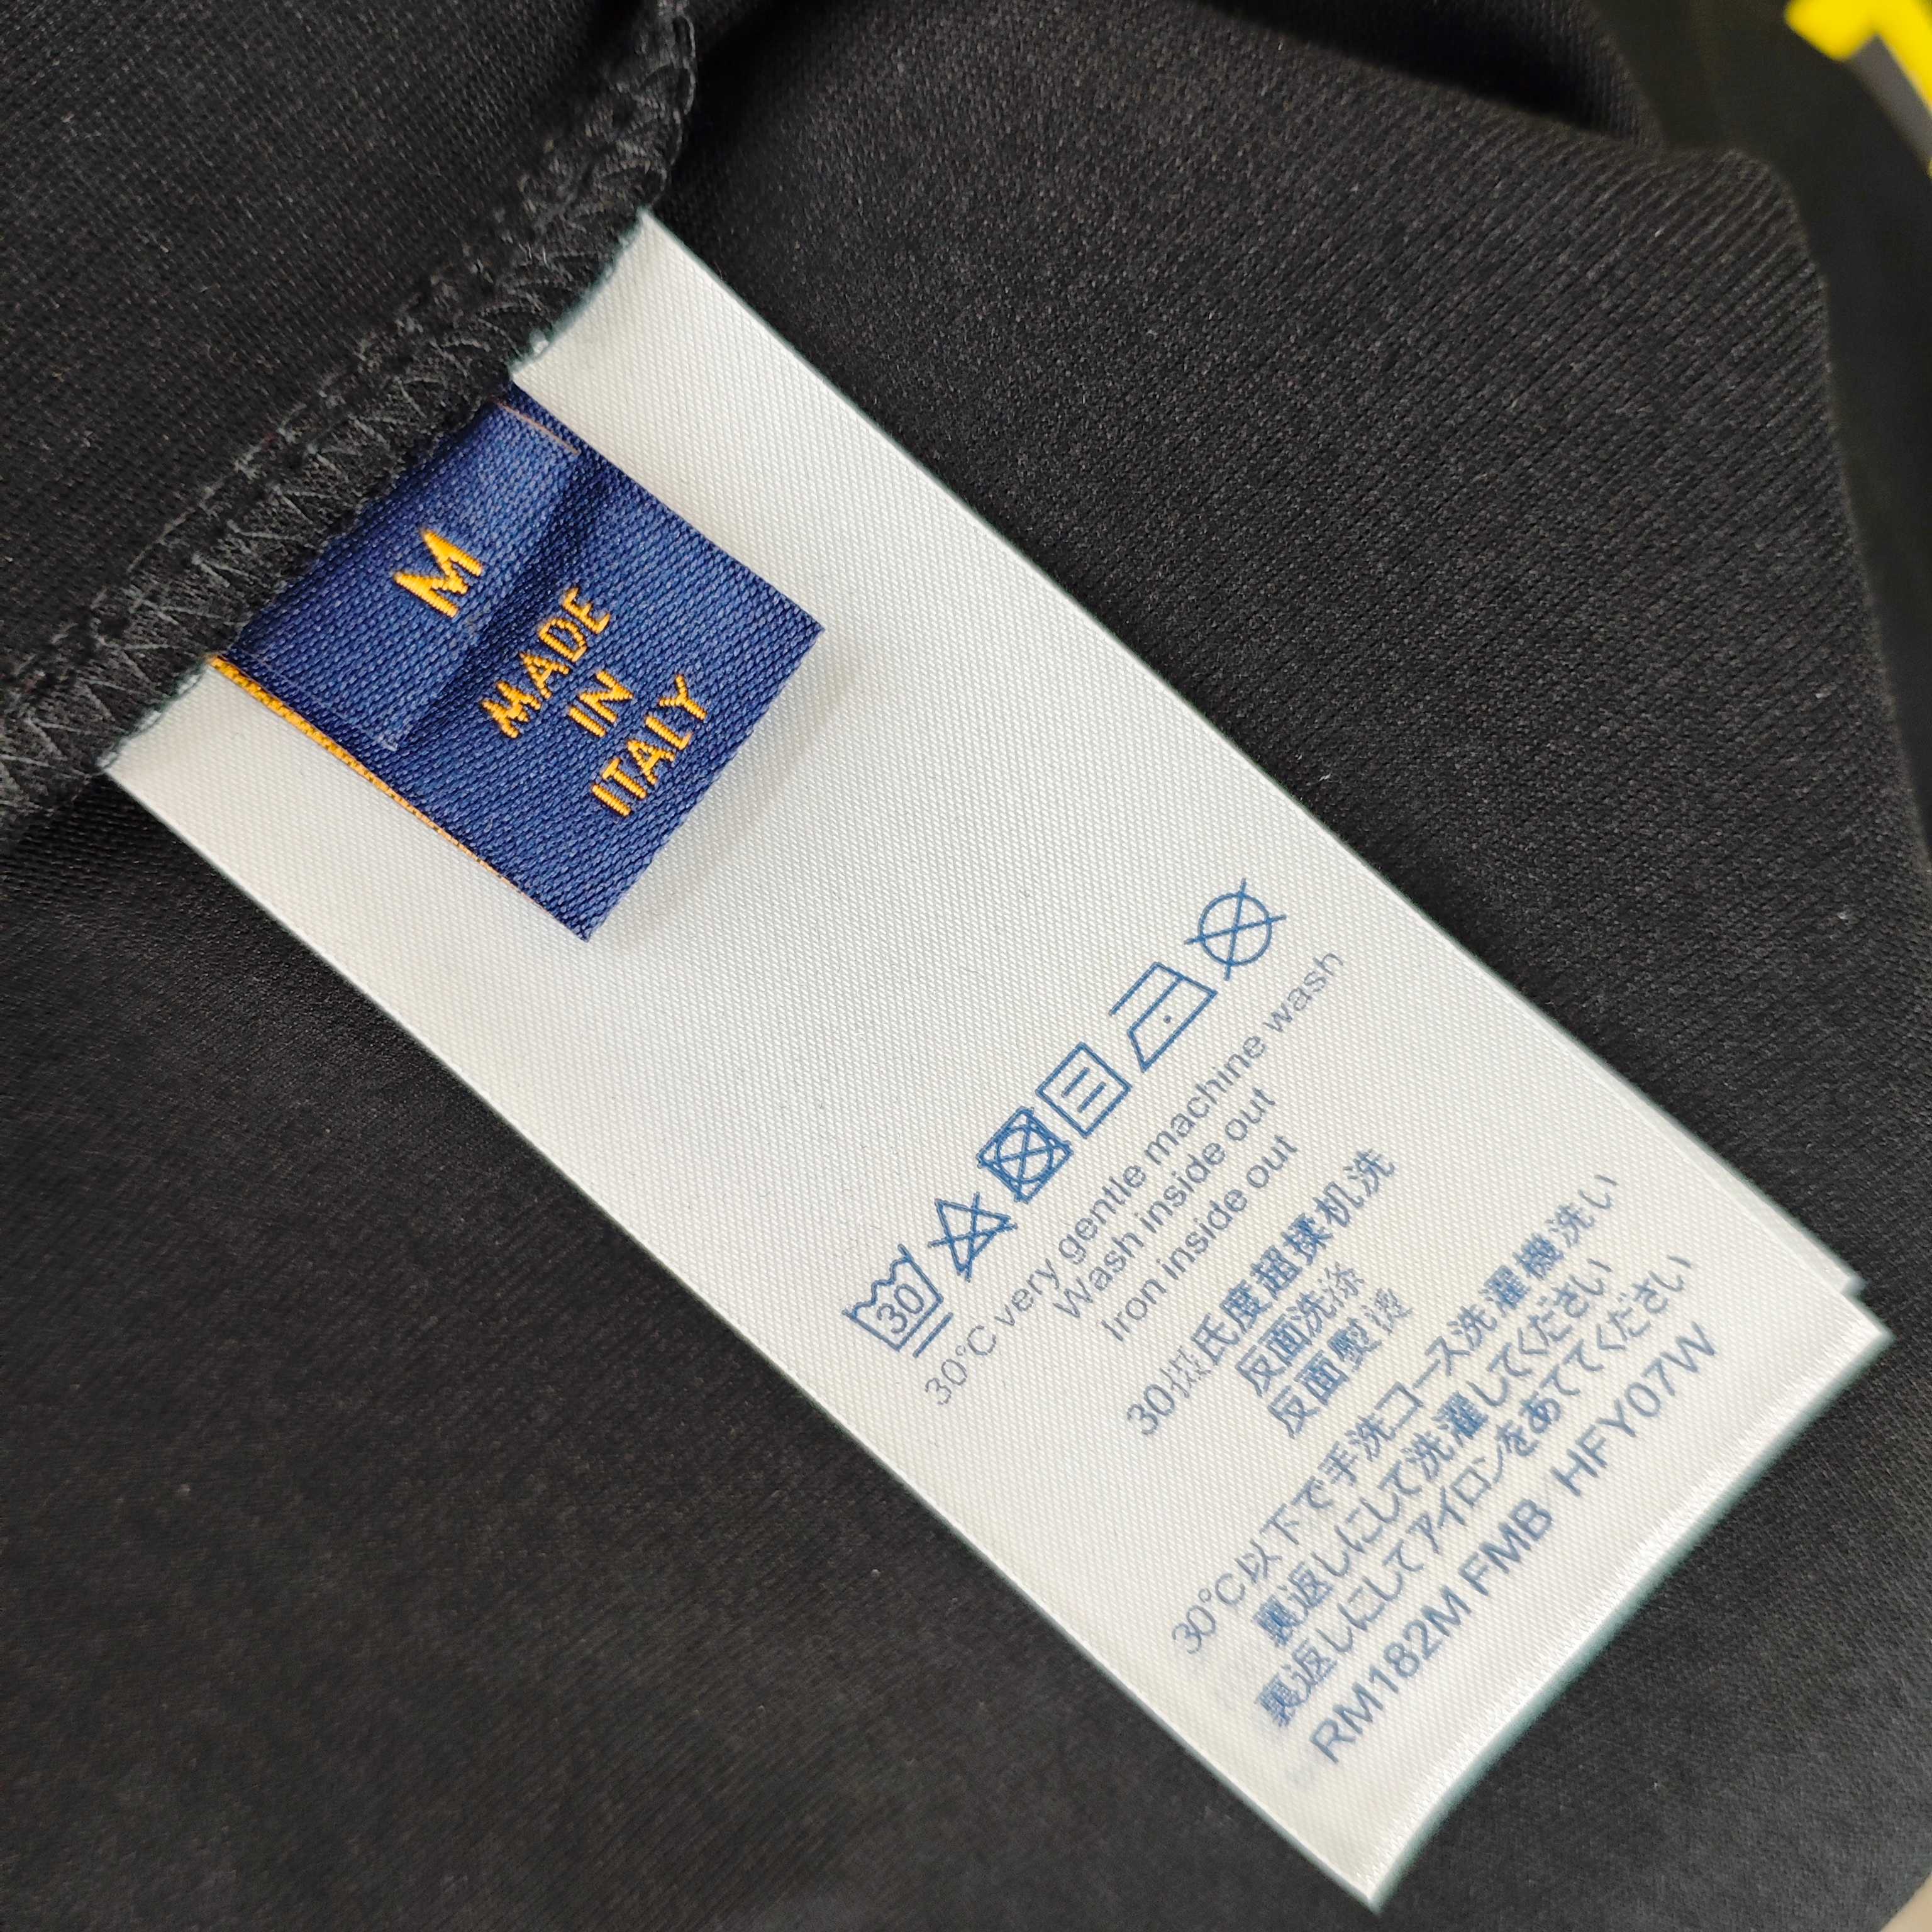 M
MADE
IN
ITALY
30
30°C very gentle machine wash
Wash inside out
Iron inside out
30摄氏度超揉机洗
反面洗涤
反面熨烫
30°C以下で手洗コース洗濯機洗い
裏返しにして洗濯してください
裏返しにしてアイロンをあててください
RM182M FMB HFY07W